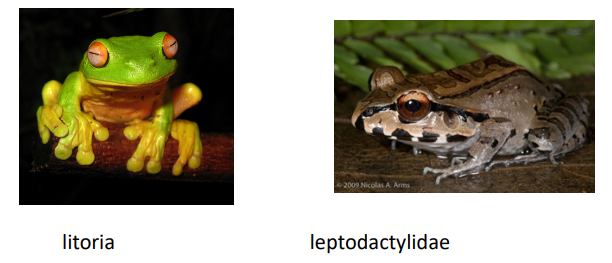 © 2009 Nicolas A. Arms
litoria
leptodactylidae